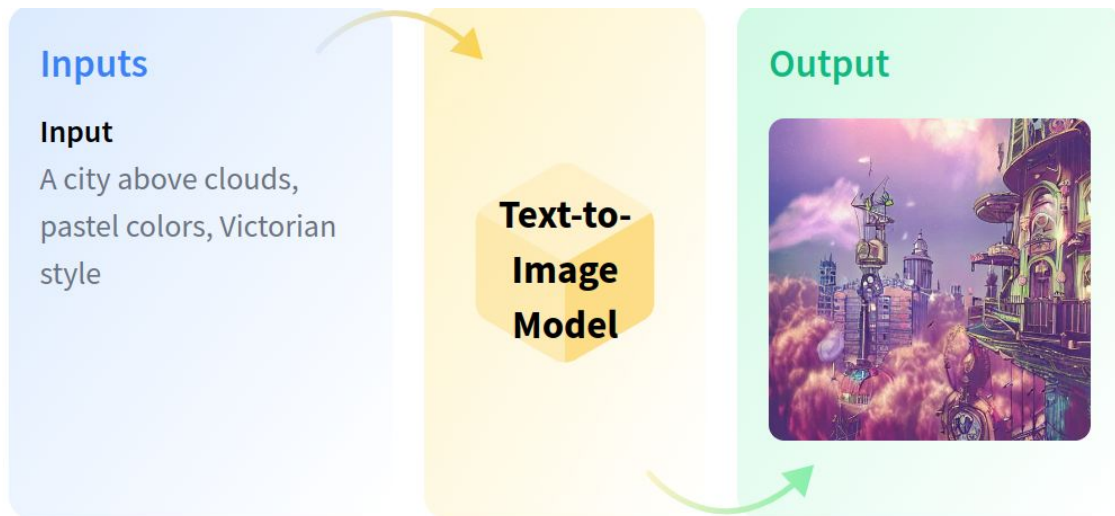 Inputs
Input
A city above clouds,
pastel colors, Victorian
style
Text-to-
Image
Model
Output